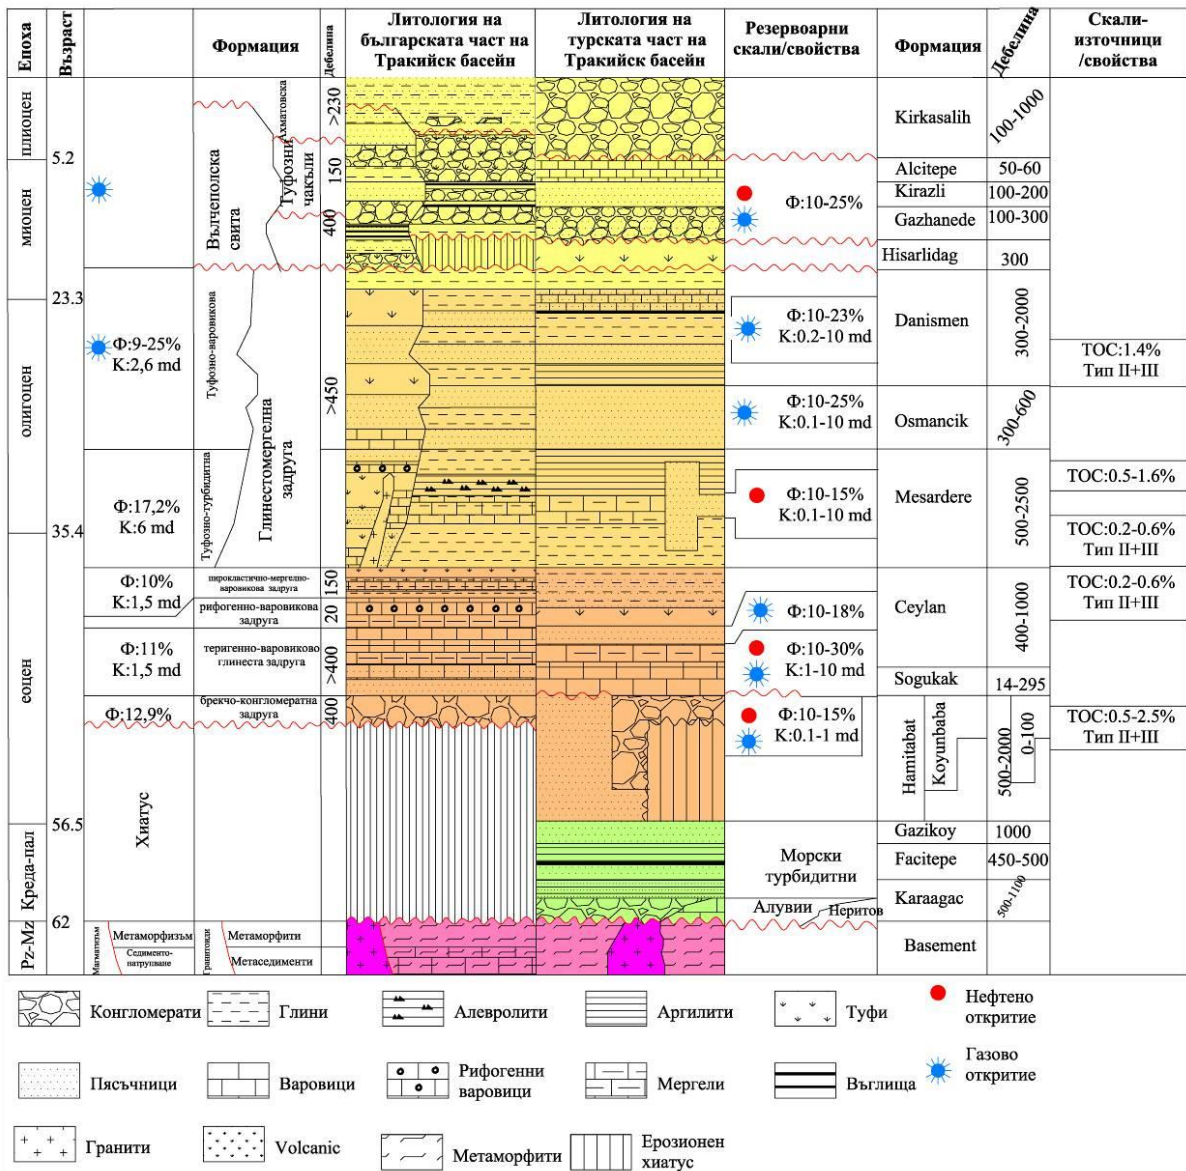 Епоха
Възраст
Формация
Дебелина
Литология на
българската част на
Тракийск басейн
Литология на
турската част на
Тракийск басейн
Резервоарни
скали/свойства
Формация
Дебелина
Скали-
източници
/свойства
плиоцен
5.2
миоцен
23.3
олигоцен
35.4
еоцен
56.5
Креда-пал
62
Pz-Mz
Ф:9-25%
К:2,6 md
Ф:17,2%
К:6 md
Ф:10%
К:1,5 md
Ф:11%
К:1,5 md
Ф:12,9%
Хиатус
Магматизъм
Метаморфизъм
Седименто-
натрупване
Ахматовска
Туфозни
чакъли
Вълчеполска
свита
Туфозно-варовикова
Глинестомергелна
задруга
Туфозно-турбидитна
пирокластично-мергелно-
варовикова задруга
рифогенно-варовикова
задруга
теригенно-варовиково
глинеста задруга
брекчо-конгломератна
задруга
Гранитоиди
Метаморфити
Метаседименти
>230
150
400
>450
150
20
>400
400
Ф:10-25%
Ф:10-23%
К:0.2-10 md
Ф:10-25%
К:0.1-10 md
Ф:10-15%
К:0.1-10 md
Ф:10-18%
Ф:10-30%
К:1-10 md
Ф:10-15%
К:0.1-1 md
Морски
турбидитни
Алувии
Неритов
Kirkasalih
100-1000
Alcitepe
50-60
Kirazli
100-200
Gazhanede
100-300
Hisarlidag
300
Danismen
300-2000
Osmancik
300-600
Mesardere
500-2500
Ceylan
400-1000
Sogukak
14-295
Hamitabat
Koyunbaba
500-2000
0-100
Gazikoy
1000
Facitepe
450-500
Karaagac
500-1100
Basement
ТОС:1.4%
Тип II+III
ТОС:0.5-1.6%
ТОС:0.2-0.6%
Тип II+III
ТОС:0.2-0.6%
Тип II+III
ТОС:0.5-2.5%
Тип II+III
Конгломерати
Глини
Алевролити
Аргилити
Туфи
Нефтено
откритие
Пясъчници
Варовици
Рифогенни
варовици
Мергели
Въглища
Газово
откритие
Гранити
Volcanic
Метаморфити
Ерозионен
хиатус